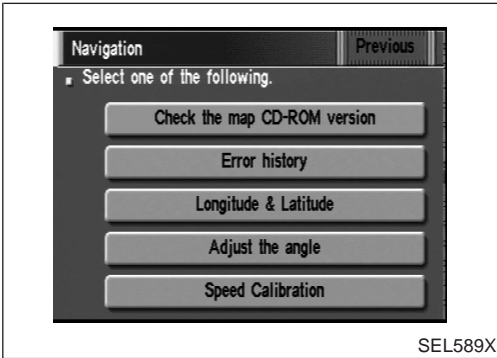 Navigation
Previous
Select one of the following.
Check the map CD-ROM version
Error history
Longitude & Latitude
Adjust the angle
Speed Calibration
SEL589X